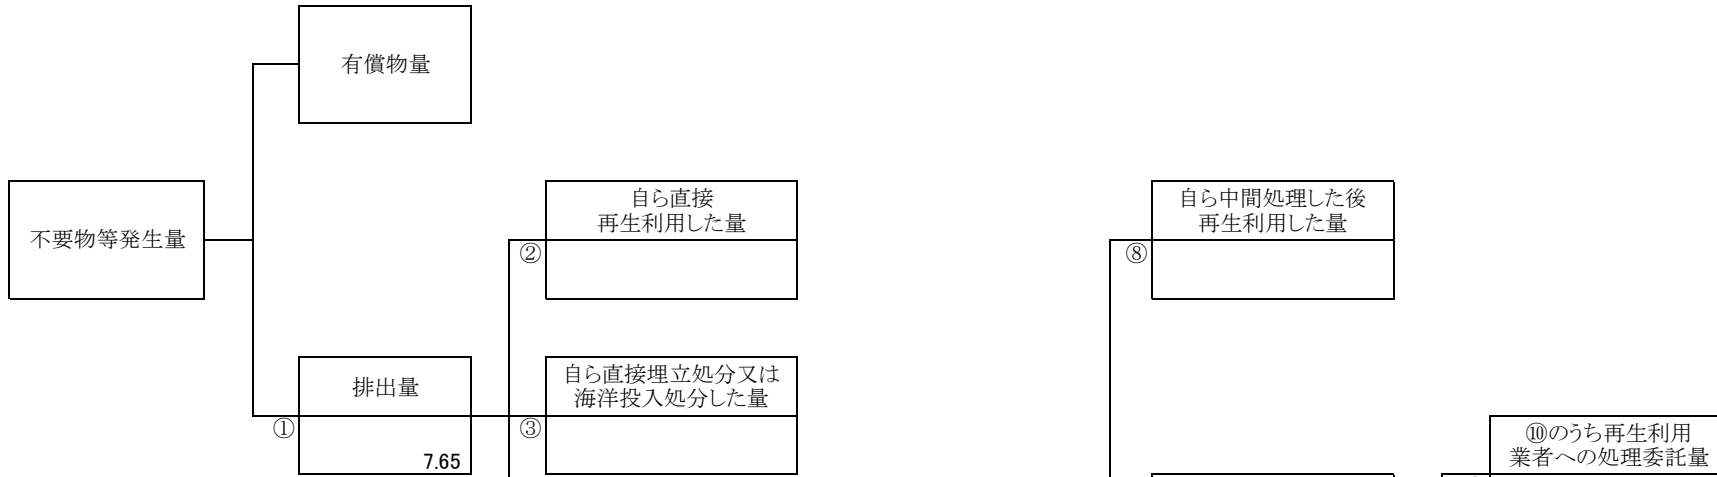 有償物量
不要物等発生量
自ら直接
再生利用した量
②
自ら中間処理した後
再生利用した量
⑧
排出量
①
7.65
自ら直接埋立処分又は
海洋投入処分した量
③
⑩のうち再生利用
業者への処理委託量